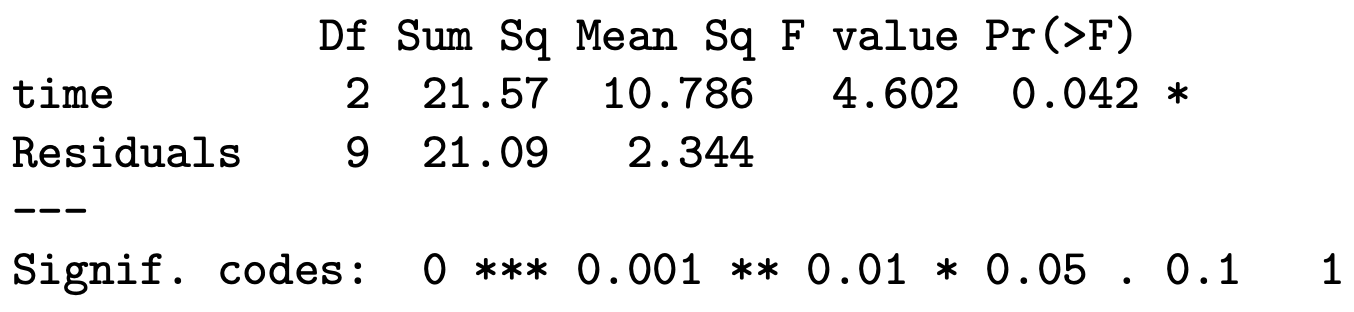 Df Sum Sq Mean Sq F value Pr(>F)
time 2 21.57 10.786 4.602 0.042 *
Residuals 9 21.09 2.344
---
Signif. codes: 0 *** 0.001 ** 0.01 * 0.05 . 0.1 1